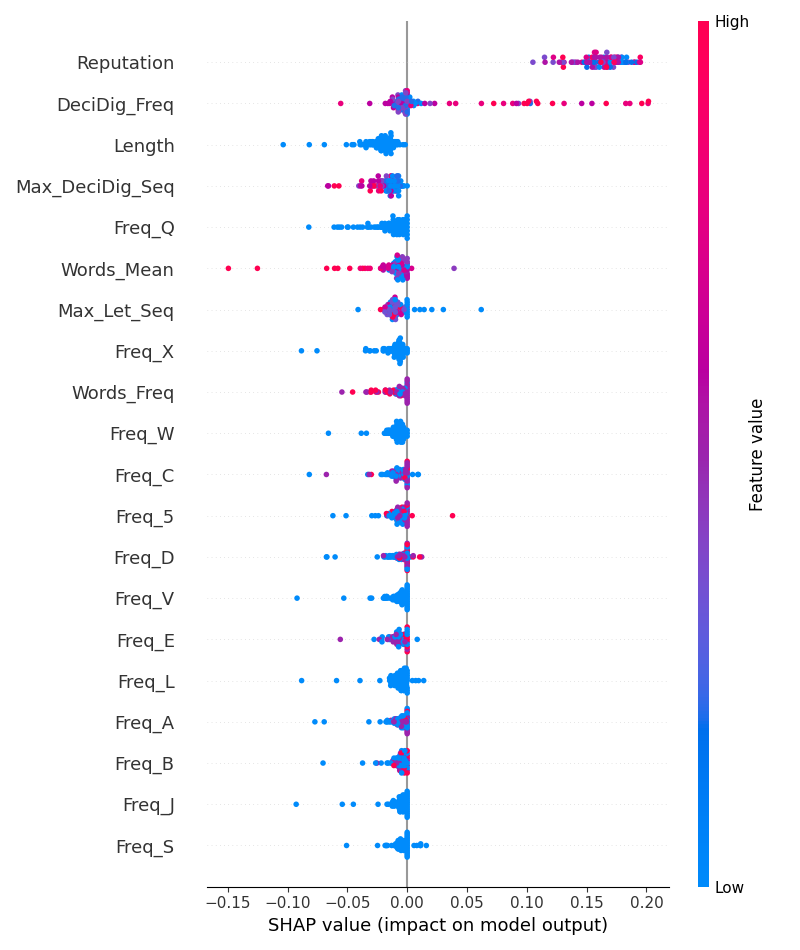 High
Reputation
DeciDig_Freq
Length
Max_DeciDig_Seq
Freq_Q
Words_Mean
Max_Let_Seq
Freq_X
Words_Freq
Freq_W
Freq_C
Freq_5
Freq_D
Freq_V
Freq_E
Freq_L
Freq_A
Freq_B
Freq_J
Freq_S
Feature value
Low
−0.15 −0.10 −0.05 0.00 0.05 0.10 0.15 0.20
SHAP value (impact on model output)